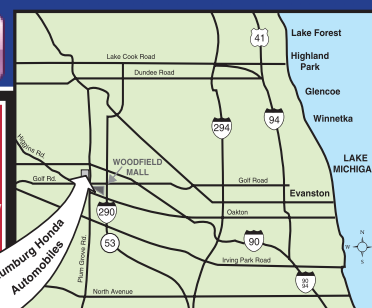 41
Lake Forest
Lake Cook Road
Highland
Park
Dundee Road
Glencoe
294
94
Winnetka
Higgins Rd.
WOODFIELD
MALL
LAKE
Golf Rd.
Golf Road
Evanston
290
Oakton
53
90
N
W
S
Plum Grove Rd.
Irving Park Road
Honda
Automobiles
90
94
North Avenue